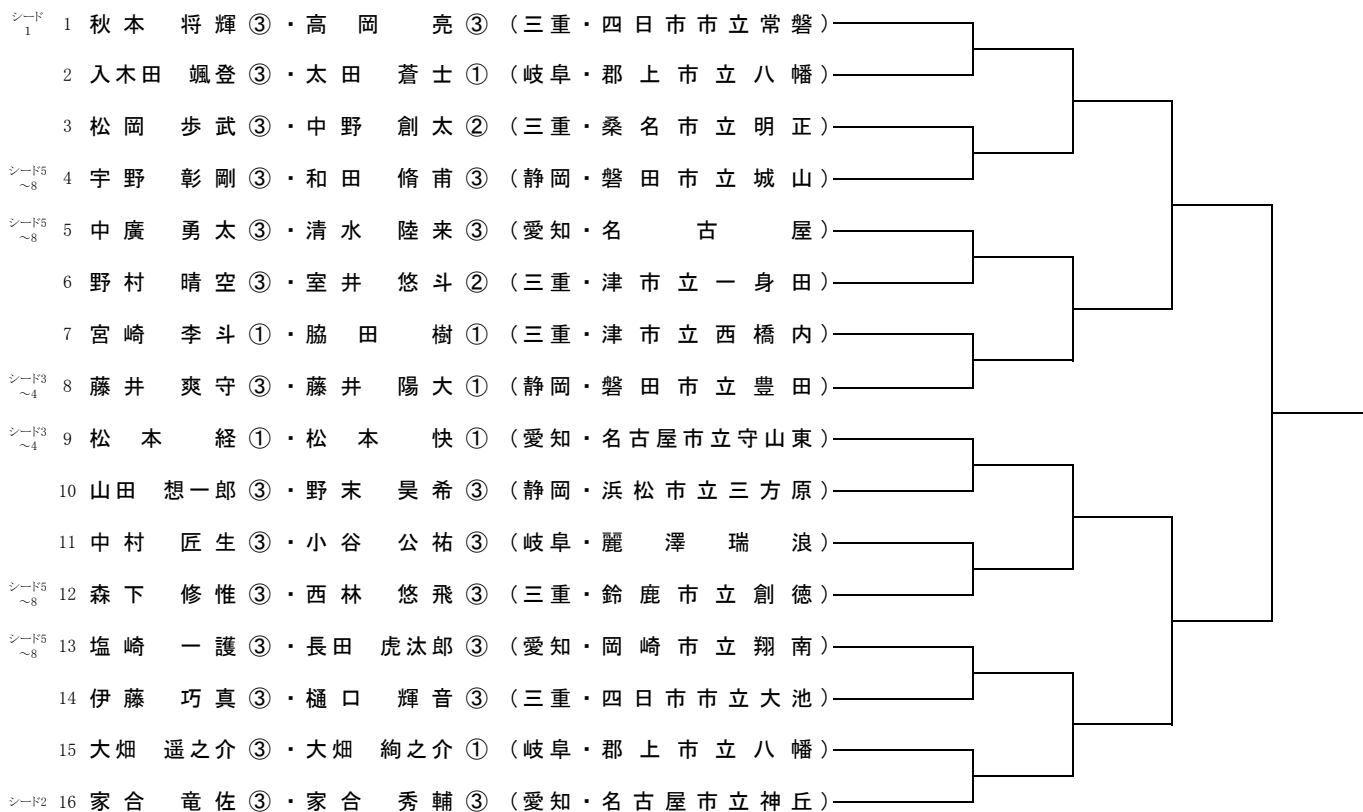 シード1 1 秋本 将輝 ③・高岡 亮 ③ (三重・四日市市立常磐)
2 入木田 颯登 ③・太田 蒼士 ① (岐阜・郡上市立八幡)
3 松岡 歩武 ③・中野 創太 ② (三重・桑名市立明正)
シード5~8 4 宇野 彰剛 ③・和田 脩甫 ③ (静岡・磐田市立城山)
シード5~8 5 中廣 勇太 ③・清水 陸来 ③ (愛知・名古屋)
6 野村 晴空 ③・室井 悠斗 ② (三重・津市立一身田)
7 宮崎 李斗 ①・脇田 樹 ① (三重・津市立西橋内)
シード3~4 8 藤井 爽守 ③・藤井 陽大 ① (静岡・磐田市立豊田)
シード3~4 9 松本 経 ①・松本 快 ① (愛知・名古屋市立守山東)
10 山田 想一郎 ③・野末 昊希 ③ (静岡・浜松市立三方原)
11 中村 匠生 ③・小谷 公祐 ③ (岐阜・麗澤瑞浪)
シード5~8 12 森下 修惟 ③・西林 悠飛 ③ (三重・鈴鹿市立創徳)
シード5~8 13 塩崎 一護 ③・長田 虎汰郎 ③ (愛知・岡崎市立翔南)
14 伊藤 巧真 ③・樋口 輝音 ③ (三重・四日市市立大池)
15 大畑 遥之介 ③・大畑 絢之介 ① (岐阜・郡上市立八幡)
シード2 16 家合 竜佐 ③・家合 秀輔 ③ (愛知・名古屋市立神丘)